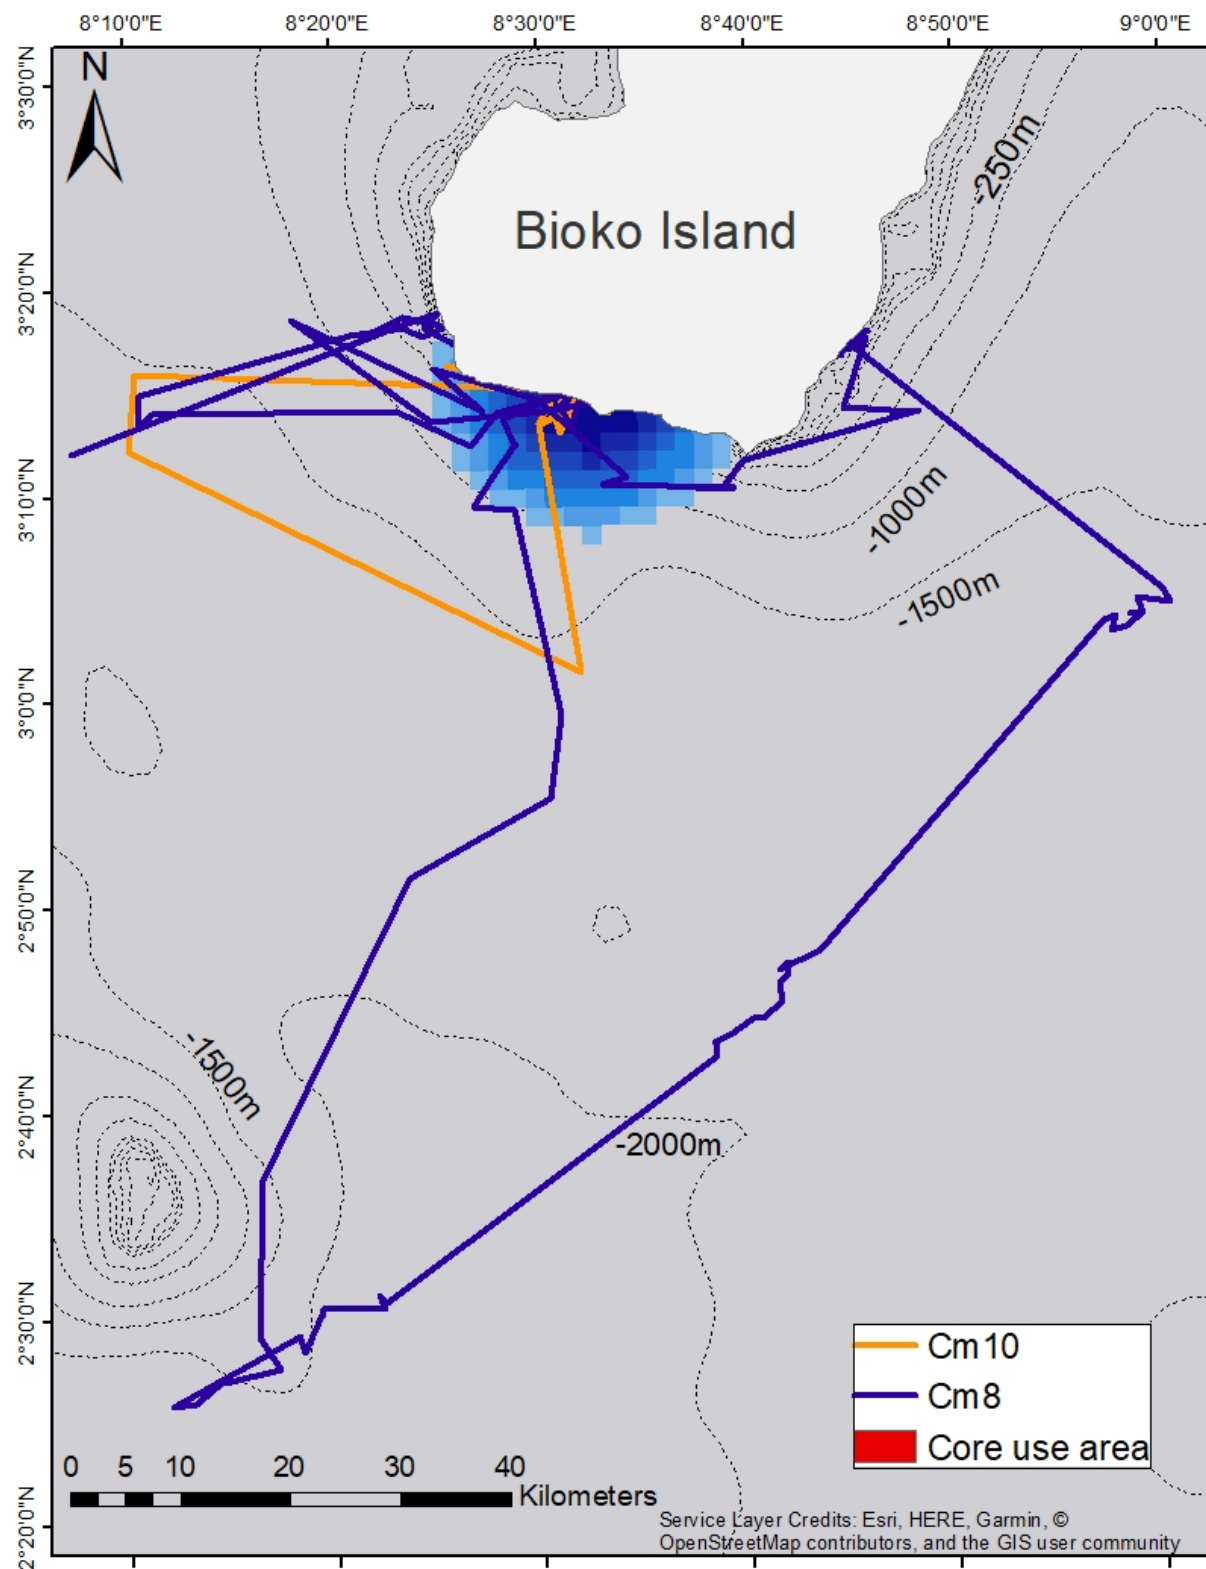 8°10'0"E 8°20'0"E 8°30'0"E 8°40'0"E 8°50'0"E 9°0'0"E
N
3°30'0"N
-250m
Bioko Island
3°20'0"N
3°10'0"N
-1000m
-1500m
3°0'0"N
2°50'0"N
-1500m
2°40'0"N
-2000m
2°30'0"N
Cm10
Cm8
Core use area
0 5 10 20 30 40
Kilometers
2°20'0"N
Service Layer Credits: Esri, HERE, Garmin, ©
OpenStreetMap contributors, and the GIS user community